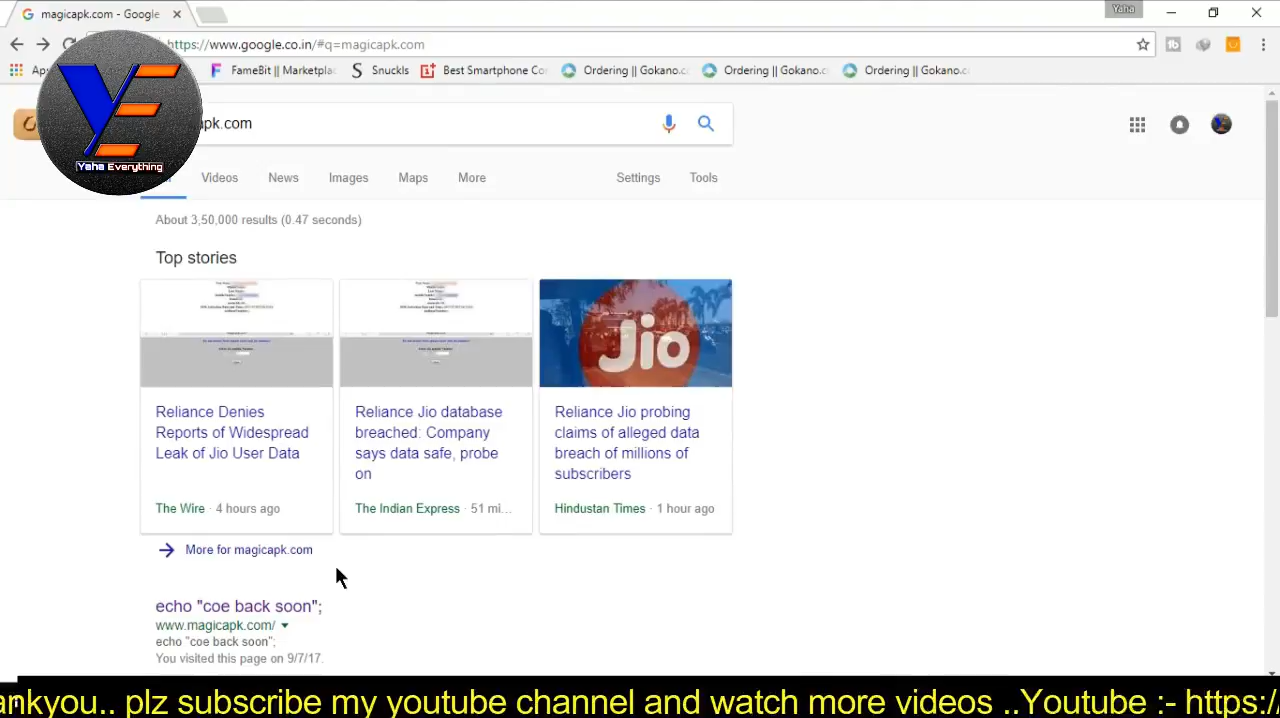 magicapk.com - Google
Yaha
https://www.google.co.in/#q=magicapk.com
FameBit || Marketpla
Snuckls
Best Smartphone Co
Ordering || Gokano.c
Ordering || Gokano.c
Ordering || Gokano.c
YE
Yaha Everything
pk.com
Videos
News
Images
Maps
More
Settings
Tools
About 3,50,000 results (0.47 seconds)
Top stories
Jio
Reliance Denies
Reports of Widespread
Leak of Jio User Data
The Wire · 4 hours ago
Reliance Jio database
breached: Company
says data safe, probe
on
The Indian Express · 51 mi...
Reliance Jio probing
claims of alleged data
breach of millions of
subscribers
Hindustan Times · 1 hour ago
More for magicapk.com
echo "coe back soon";
www.magicapk.com/
echo "coe back soon";
You visited this page on 9/7/17.
ankyou.. plz subscribe my youtube channel and watch more videos ..Youtube :- https:/